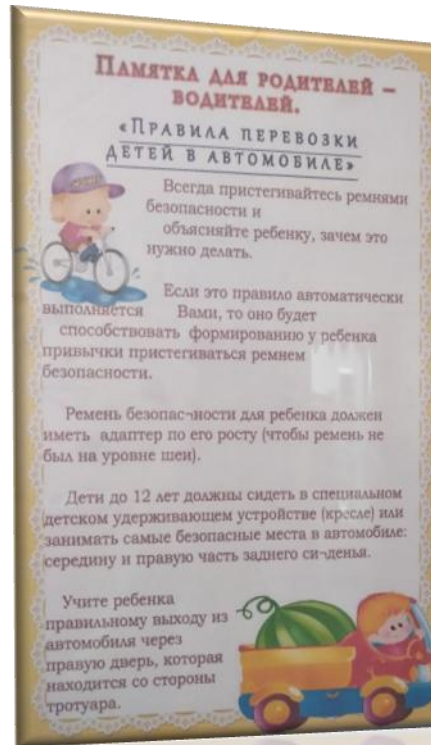 ПАМЯТКА ДЛЯ РОДИТЕЛЕЙ –
ВОДИТЕЛЕЙ.
«ПРАВИЛА ПЕРЕВОЗКИ
ДЕТЕЙ В АВТОМОБИЛЕ»
Всегда пристегивайтесь ремнями
безопасности и
объясняйте ребенку, зачем это
нужно делать.
Если это правило автоматически
выполняется Вами, то оно будет
способствовать формированию у ребенка
привычки пристегиваться ремнем
безопасности.
Ремень безопас¬ности для ребенка должен
иметь адаптер по его росту (чтобы ремень не
был на уровне шеи).
Дети до 12 лет должны сидеть в специальном
детском удерживающем устройстве (кресле) или
занимать самые безопасные места в автомобиле:
середину и правую часть заднего си¬денья.
Учите ребенка
правильному выходу из
автомобиля через
правую дверь, которая
находится со стороны
тротуара.